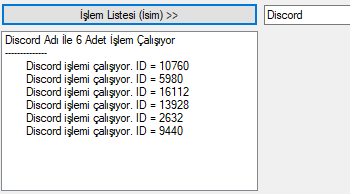 İşlem Listesi (İsim) >>
Discord
Discord Adı İle 6 Adet İşlem Çalışıyor
--------------
Discord işlemi çalışıyor. ID = 10760
Discord işlemi çalışıyor. ID = 5980
Discord işlemi çalışıyor. ID = 16112
Discord işlemi çalışıyor. ID = 13928
Discord işlemi çalışıyor. ID = 2632
Discord işlemi çalışıyor. ID = 9440